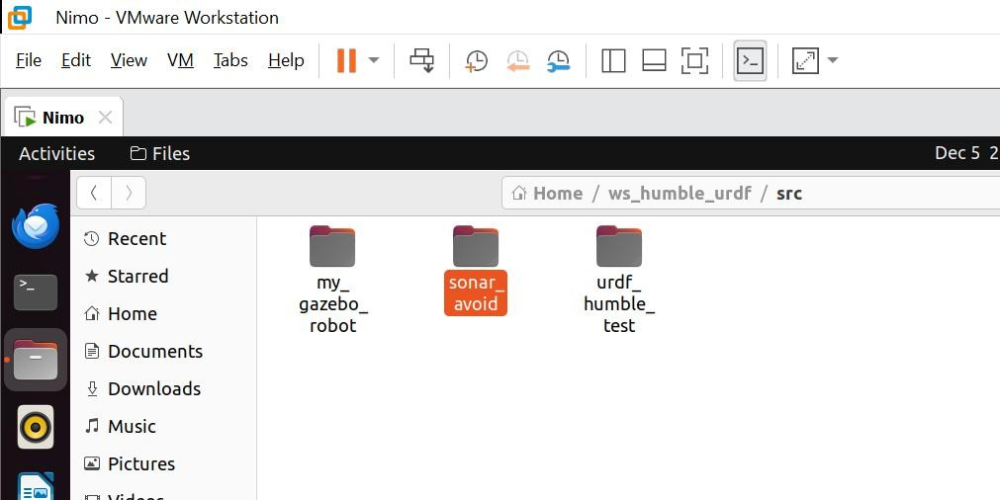 Nimo - VMware Workstation
File Edit View VM Tabs Help
Nimo
Activities Files Dec 5 2
Home / ws_humble_urdf / src
Recent
Starred
Home
Documents
Downloads
Music
Pictures
Videos
my_
gazebo_
robot
sonar_
avoid
urdf_
humble_
test